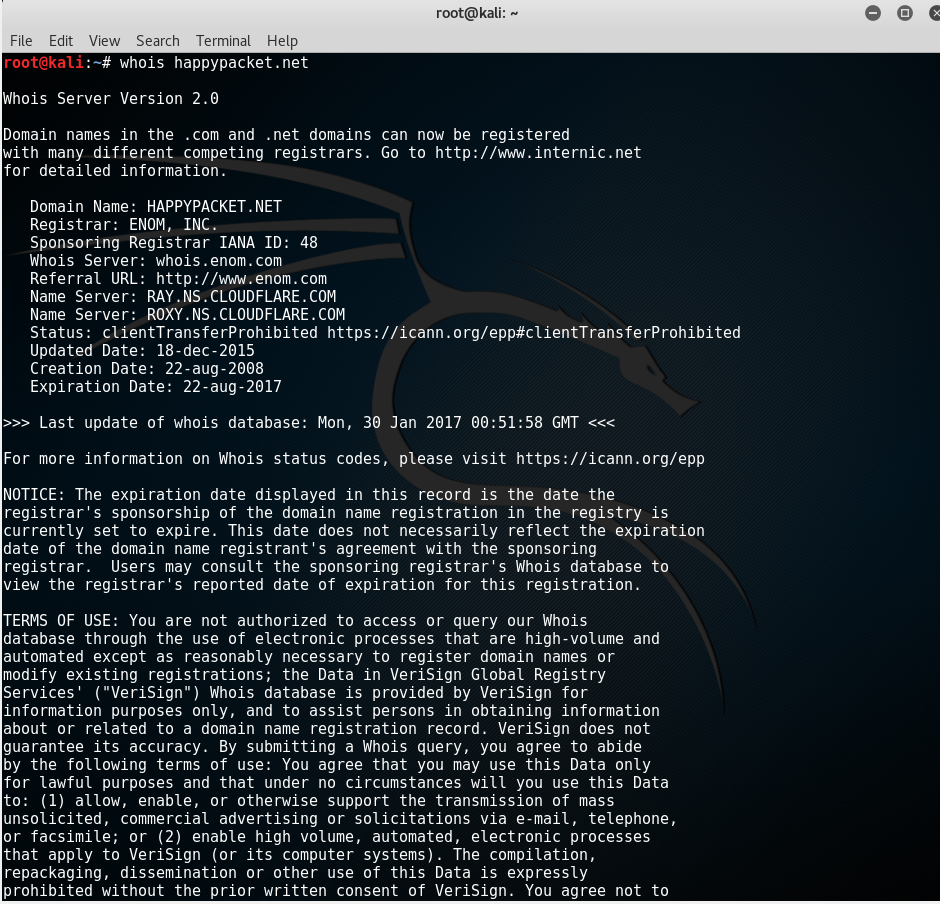 root@kali: ~
File Edit View Search Terminal Help
root@kali:~# whois happypacket.net
Whois Server Version 2.0
Domain names in the .com and .net domains can now be registered
with many different competing registrars. Go to http://www.internic.net
for detailed information.
Domain Name: HAPPYPACKET.NET
Registrar: ENOM, INC.
Sponsoring Registrar IANA ID: 48
Whois Server: whois.enom.com
Referral URL: http://www.enom.com
Name Server: RAY.NS.CLOUDFLARE.COM
Name Server: ROXY.NS.CLOUDFLARE.COM
Status: clientTransferProhibited https://icann.org/epp#clientTransferProhibited
Updated Date: 18-dec-2015
Creation Date: 22-aug-2008
Expiration Date: 22-aug-2017
>>> Last update of whois database: Mon, 30 Jan 2017 00:51:58 GMT <<<
For more information on Whois status codes, please visit https://icann.org/epp
NOTICE: The expiration date displayed in this record is the date the
registrar's sponsorship of the domain name registration in the registry is
currently set to expire. This date does not necessarily reflect the expiration
date of the domain name registrant's agreement with the sponsoring
registrar.  Users may consult the sponsoring registrar's Whois database to
view the registrar's reported date of expiration for this registration.
TERMS OF USE: You are not authorized to access or query our Whois
database through the use of electronic processes that are high-volume and
automated except as reasonably necessary to register domain names or
modify existing registrations; the Data in VeriSign Global Registry
Services' ("VeriSign") Whois database is provided by VeriSign for
information purposes only, and to assist persons in obtaining information
about or related to a domain name registration record. VeriSign does not
guarantee its accuracy. By submitting a Whois query, you agree to abide
by the following terms of use: You agree that you may use this Data only
for lawful purposes and that under no circumstances will you use this Data
to: (1) allow, enable, or otherwise support the transmission of mass
unsolicited, commercial advertising or solicitations via e-mail, telephone,
or facsimile; or (2) enable high volume, automated, electronic processes
that apply to VeriSign (or its computer systems). The compilation,
repackaging, dissemination or other use of this Data is expressly
prohibited without the prior written consent of VeriSign. You agree not to